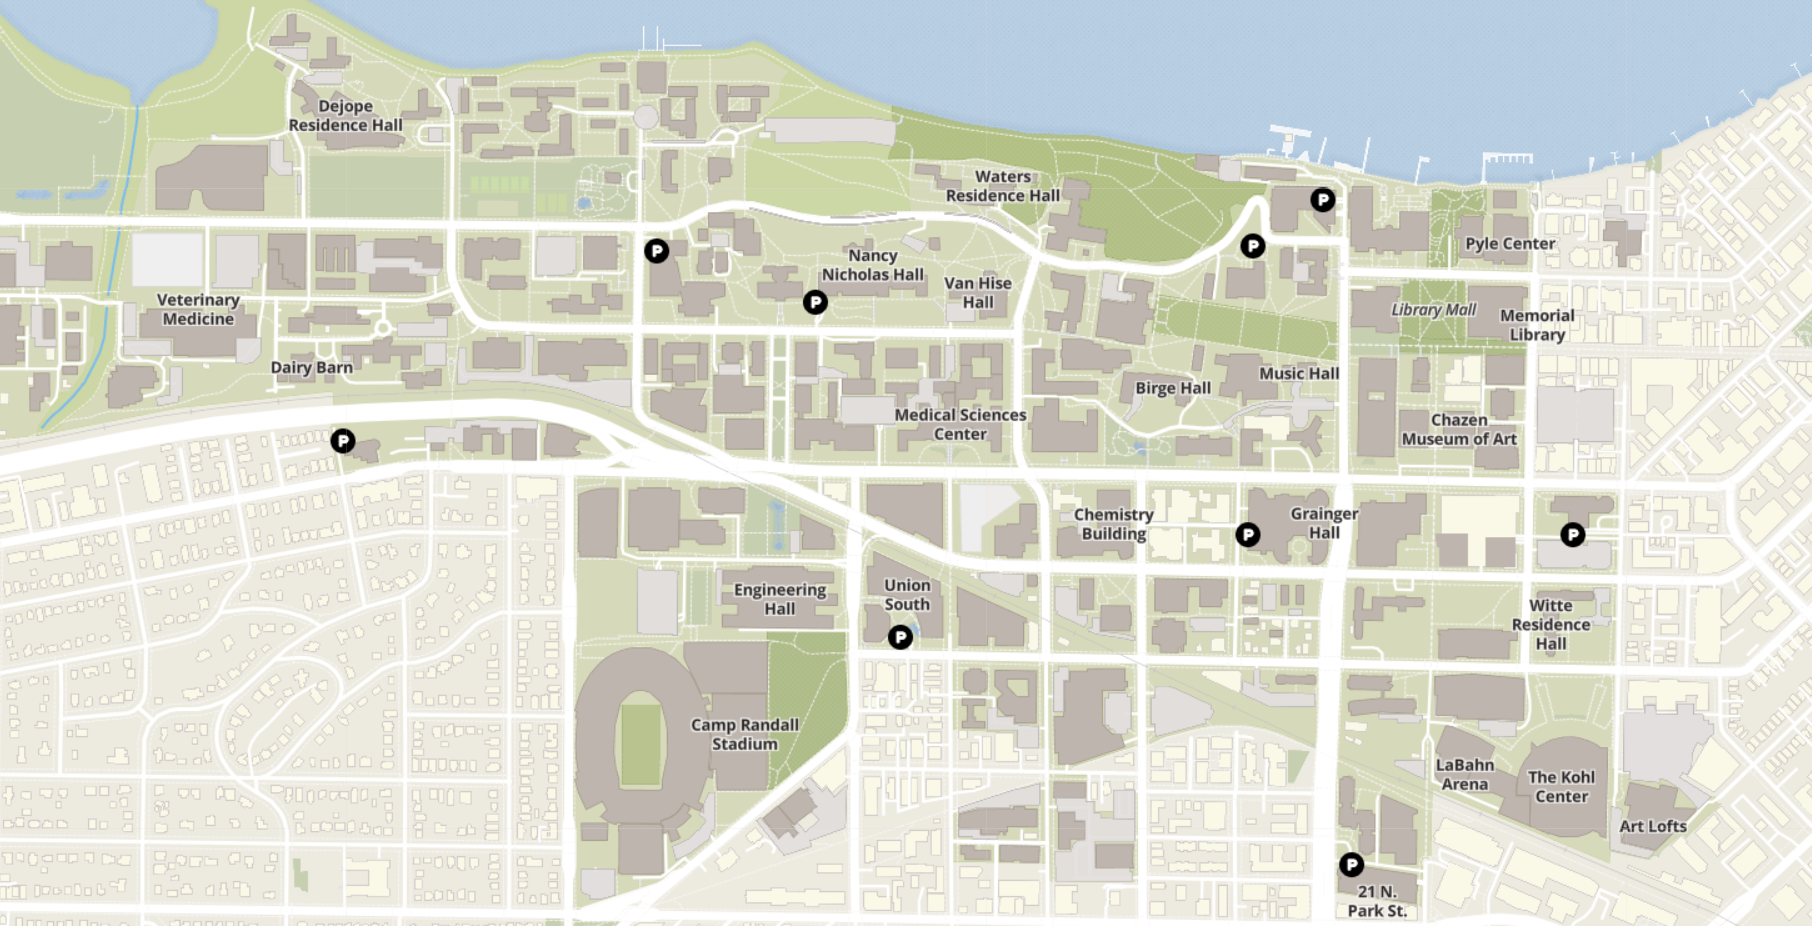 Dejope
Residence Hall
Waters
Residence Hall
P
P
Pyle Center
P
Nancy
Nicholas Hall
Van Hise
Hall
P
Veterinary
Medicine
Library Mall
Memorial
Library
Dairy Barn
Music Hall
Birge Hall
Medical Sciences
Center
Chazen
Museum of Art
P
Chemistry
Building
Grainger
Hall
P
P
Engineering
Hall
Union
South
P
Witte
Residence
Hall
Camp Randall
Stadium
LaBahn
Arena
The Kohl
Center
Art Lofts
P
21 N.
Park St.